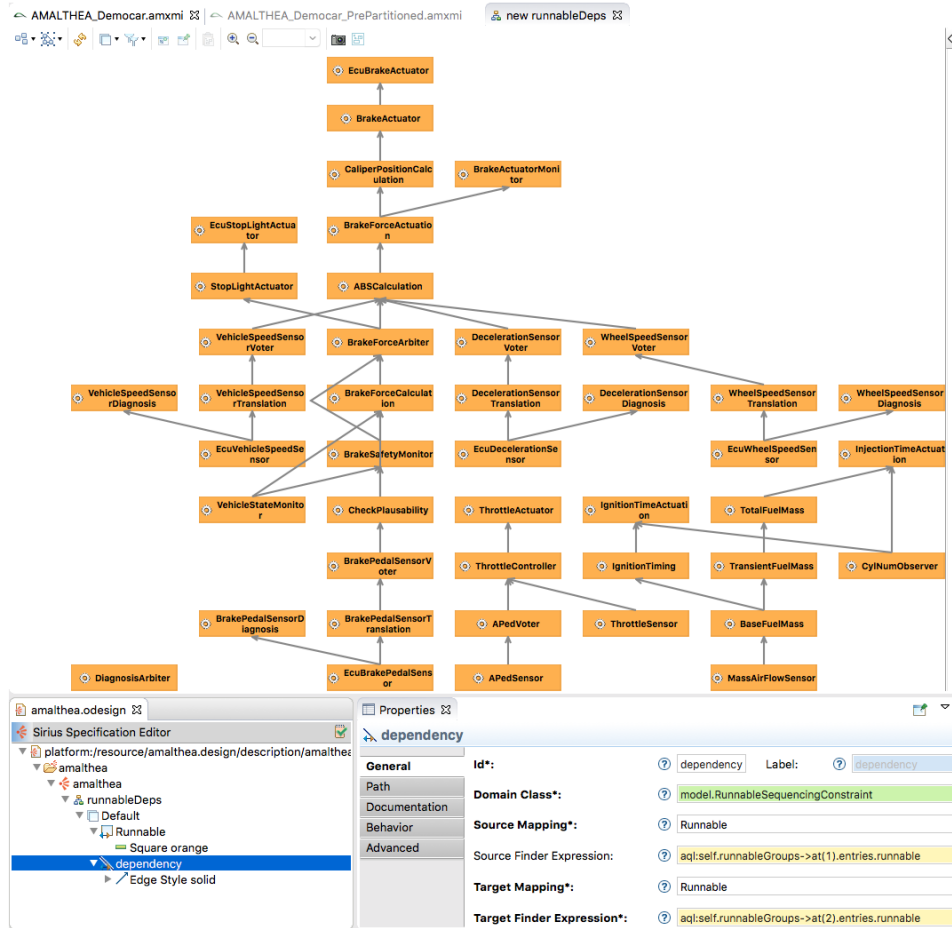 AMALTHEA_Democar.amxmi
AMALTHEA_Democar_PrePartitioned.amxmi
new runnableDeps
EcuBrakeActuator
BrakeActuator
CaliperPositionCalc
ulation
BrakeActuatorMoni
tor
EcuStopLightActua
tor
BrakeForceActuatio
n
StopLightActuator
ABSCalculation
VehicleSpeedSenso
rVoter
BrakeForceArbiter
DecelerationSensor
Voter
WheelSpeedSensor
Voter
VehicleSpeedSenso
rDiagnosis
VehicleSpeedSenso
rTranslation
BrakeForceCalculat
ion
DecelerationSensor
Translation
DecelerationSensor
Diagnosis
WheelSpeedSensor
Translation
WheelSpeedSensor
Diagnosis
EcuVehicleSpeedSe
nsor
BrakeSafetyMonitor
EcuDecelerationSe
nsor
EcuWheelSpeedSen
sor
InjectionTimeActuat
ion
VehicleStateMonito
r
CheckPlausability
ThrottleActuator
IgnitionTimeActuati
on
TotalFuelMass
BrakePedalSensorV
oter
ThrottleController
IgnitionTiming
TransientFuelMass
CylNumObserver
BrakePedalSensorD
iagnosis
BrakePedalSensorT
ranslation
APedVoter
ThrottleSensor
BaseFuelMass
DiagnosisArbiter
EcuBrakePedalSens
or
APedSensor
MassAirFlowSensor
amalthea.odesign
Sirius Specification Editor
platform:/resource/amalthea.design/description/amalthea
amalthea
amalthea
runnableDeps
Default
Runnable
Square orange
dependency
Edge Style solid
Properties
dependency
General
Path
Documentation
Behavior
Advanced
Id*: dependency Label: dependency
Domain Class*: model.RunnableSequencingConstraint
Source Mapping*: Runnable
Source Finder Expression: aql:self.runnableGroups->at(1).entries.runnable
Target Mapping*: Runnable
Target Finder Expression*: aql:self.runnableGroups->at(2).entries.runnable